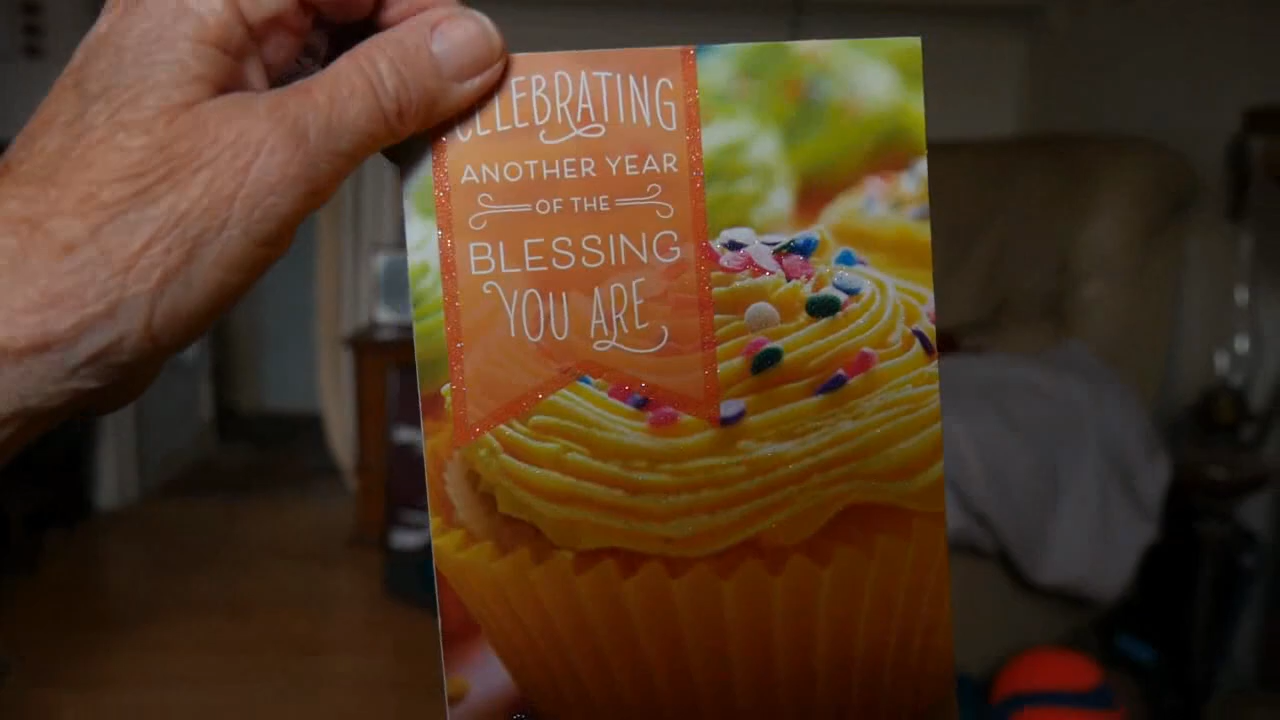 CELEBRATING
ANOTHER YEAR
OF THE
BLESSING
YOU ARE